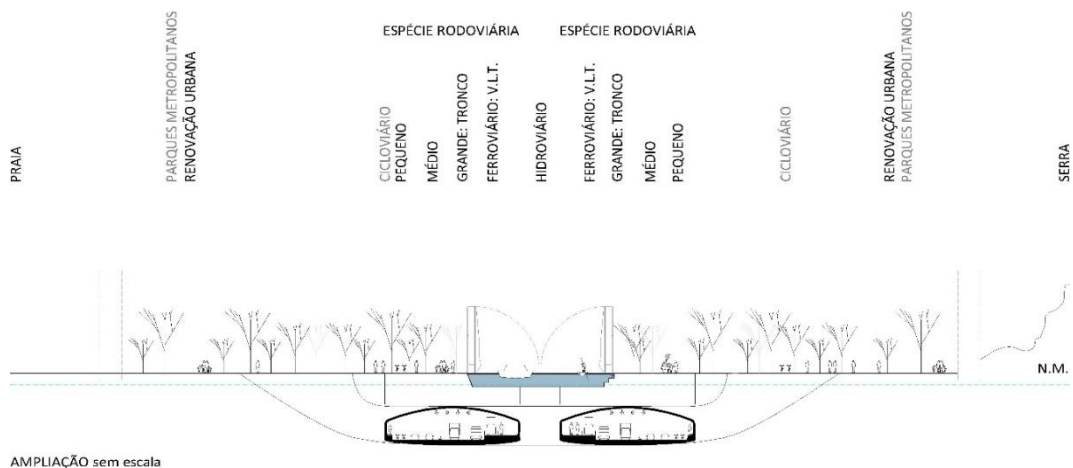 ESPÉCIE RODOVIÁRIA
ESPÉCIE RODOVIÁRIA
PRAIA
PARQUES METROPOLITANOS
RENOVAÇÃO URBANA
CICLOVIÁRIO
PEQUENO
MÉDIO
GRANDE: TRONCO
FERROVIÁRIO: V.L.T.
HIDROVIÁRIO
FERROVIÁRIO: V.L.T.
GRANDE: TRONCO
MÉDIO
PEQUENO
CICLOVIÁRIO
RENOVAÇÃO URBANA
PARQUES METROPOLITANOS
SERRA
N.M.
AMPLIAÇÃO sem escala